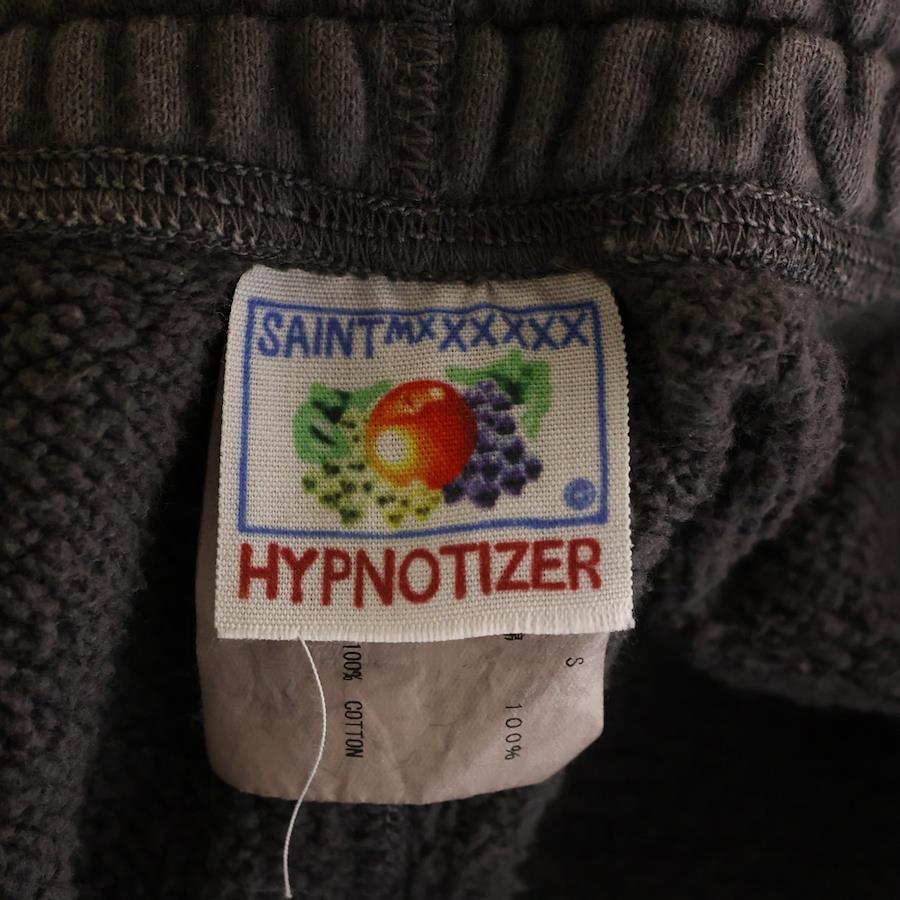 SAINT MXXXXXX
HYPNOTIZER
S
100% COTTON
100%